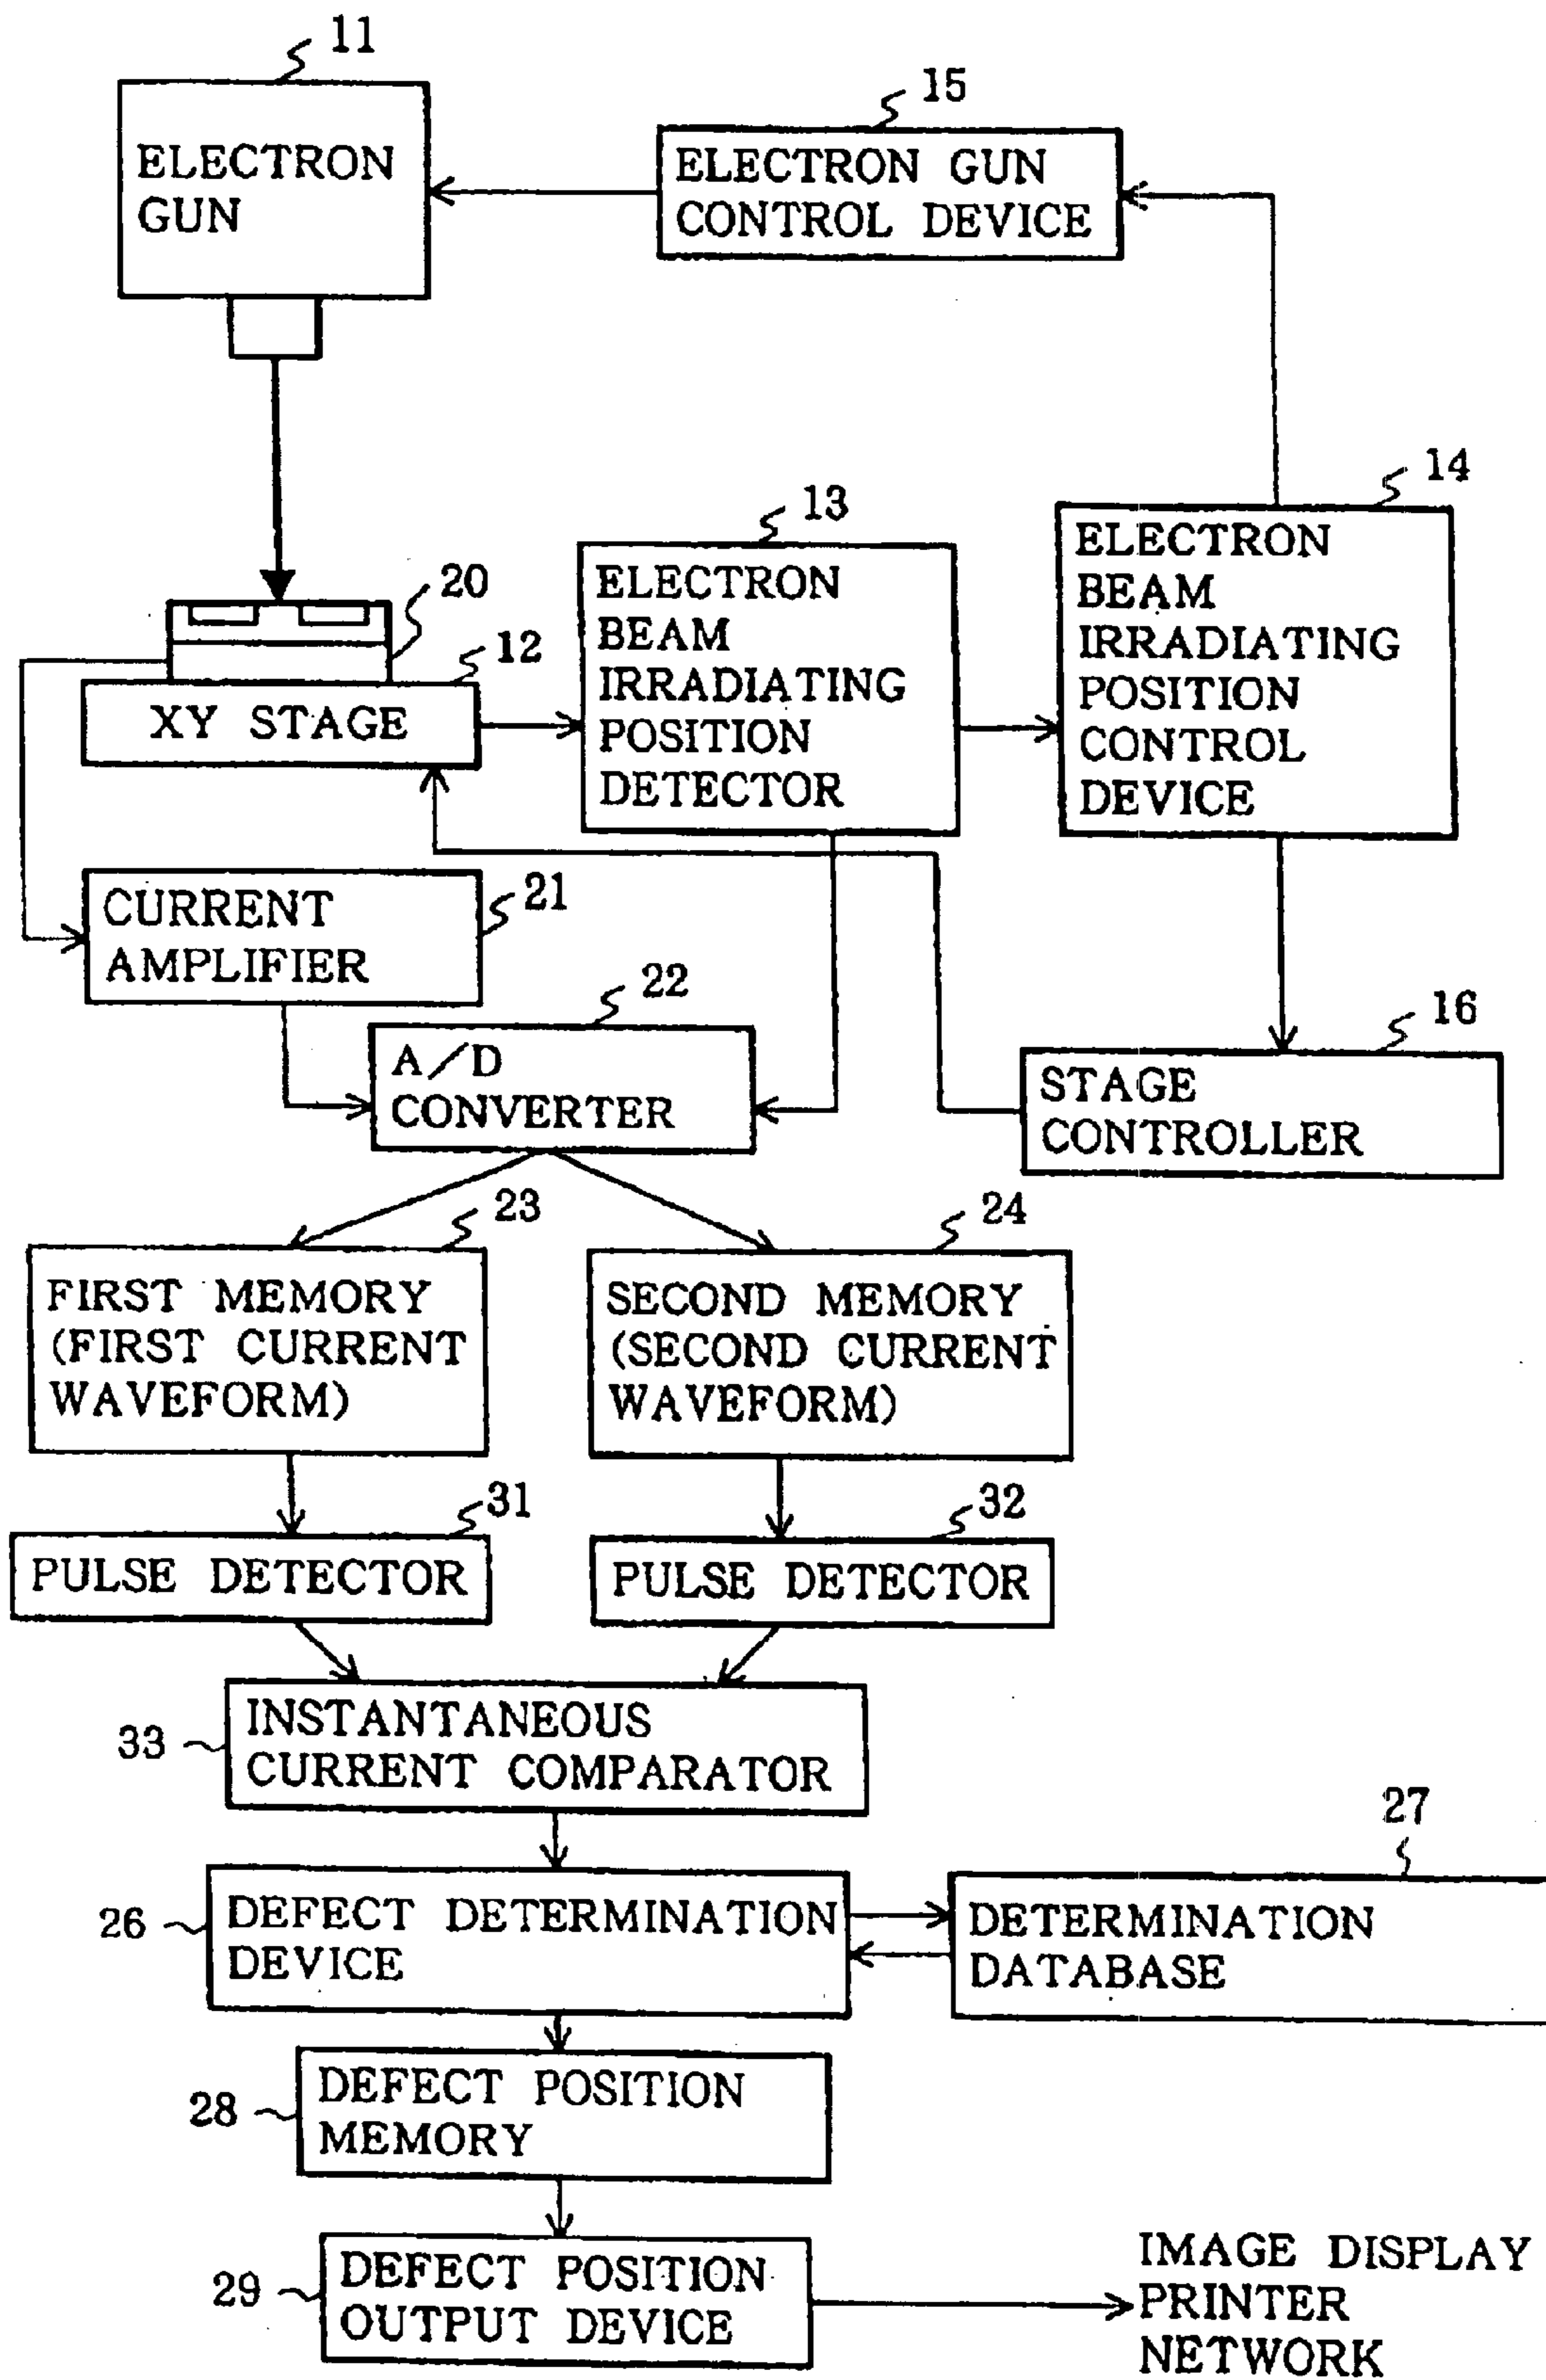 11
ELECTRON
GUN
15
ELECTRON GUN
CONTROL DEVICE
14
ELECTRON
BEAM
IRRADIATING
POSITION
CONTROL
DEVICE
13
ELECTRON
BEAM
IRRADIATING
POSITION
DETECTOR
20
12
XY STAGE
21
CURRENT
AMPLIFIER
22
A/D
CONVERTER
16
STAGE
CONTROLLER
23
FIRST MEMORY
(FIRST CURRENT
WAVEFORM)
24
SECOND MEMORY
(SECOND CURRENT
WAVEFORM)
31
PULSE DETECTOR
32
PULSE DETECTOR
33
INSTANTANEOUS
CURRENT COMPARATOR
26
DEFECT DETERMINATION
DEVICE
27
DETERMINATION
DATABASE
28
DEFECT POSITION
MEMORY
29
DEFECT POSITION
OUTPUT DEVICE
IMAGE DISPLAY
PRINTER
NETWORK